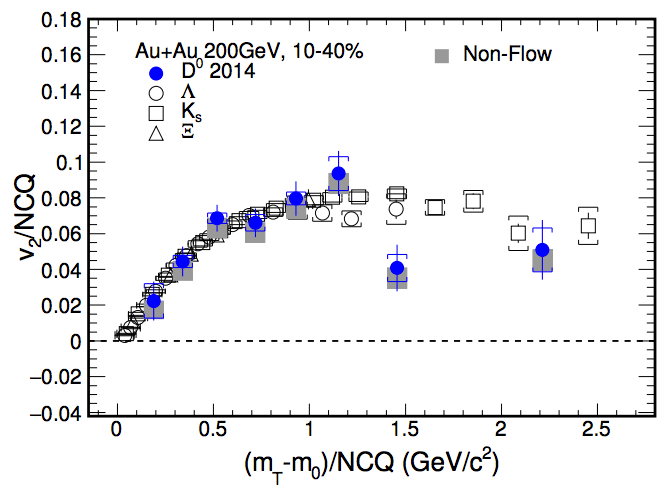 Au+Au 200GeV, 10-40%
D⁰ 2014
Λ
Kₛ
Ξ
Non-Flow
v₂/NCQ
0.18
0.16
0.14
0.12
0.1
0.08
0.06
0.04
0.02
0
−0.02
−0.04
0 0.5 1 1.5 2 2.5
(m_T-m₀)/NCQ (GeV/c²)